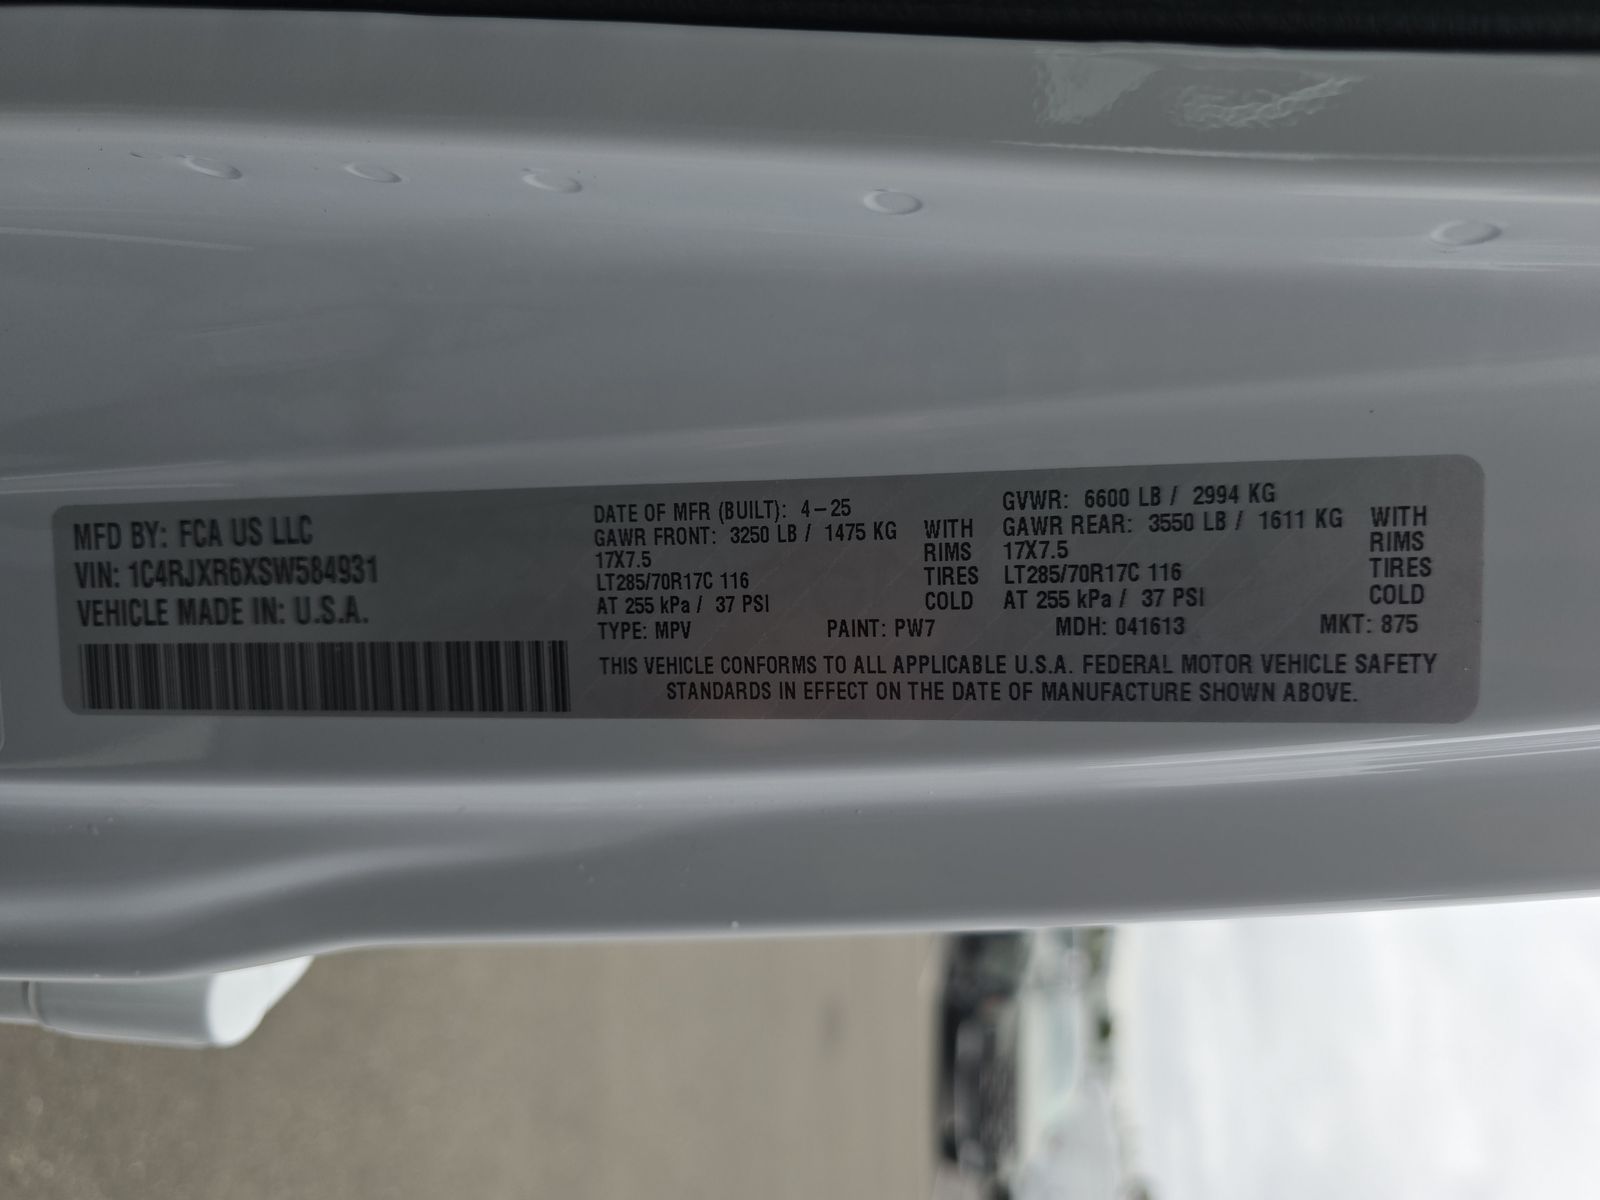 MFD BY: FCA US LLC
VIN: 1C4RJXR6XSW584931
VEHICLE MADE IN: U.S.A.
DATE OF MFR (BUILT): 4-25
GAWR FRONT: 3250 LB / 1475 KG WITH
17X7.5 RIMS
LT285/70R17C 116 TIRES
AT 255 kPa / 37 PSI COLD
GVWR: 6600 LB / 2994 KG
GAWR REAR: 3550 LB / 1611 KG WITH
17X7.5 RIMS
LT285/70R17C 116 TIRES
AT 255 kPa / 37 PSI COLD
TYPE: MPV PAINT: PW7 MDH: 041613 MKT: 875
THIS VEHICLE CONFORMS TO ALL APPLICABLE U.S.A. FEDERAL MOTOR VEHICLE SAFETY
STANDARDS IN EFFECT ON THE DATE OF MANUFACTURE SHOWN ABOVE.